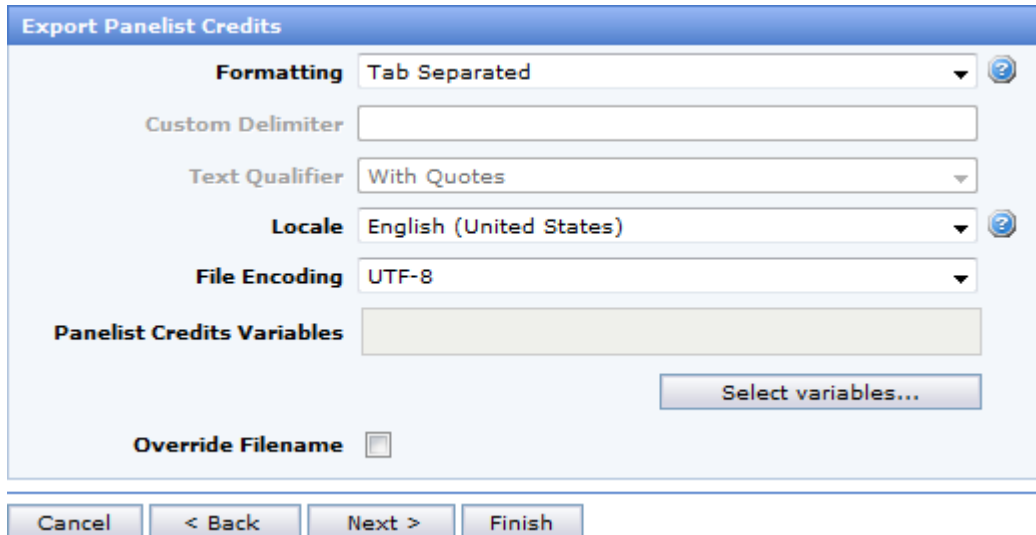 Export Panelist Credits
Formatting Tab Separated
Custom Delimiter
Text Qualifier With Quotes
Locale English (United States)
File Encoding UTF-8
Panelist Credits Variables
Select variables...
Override Filename
Cancel < Back Next > Finish